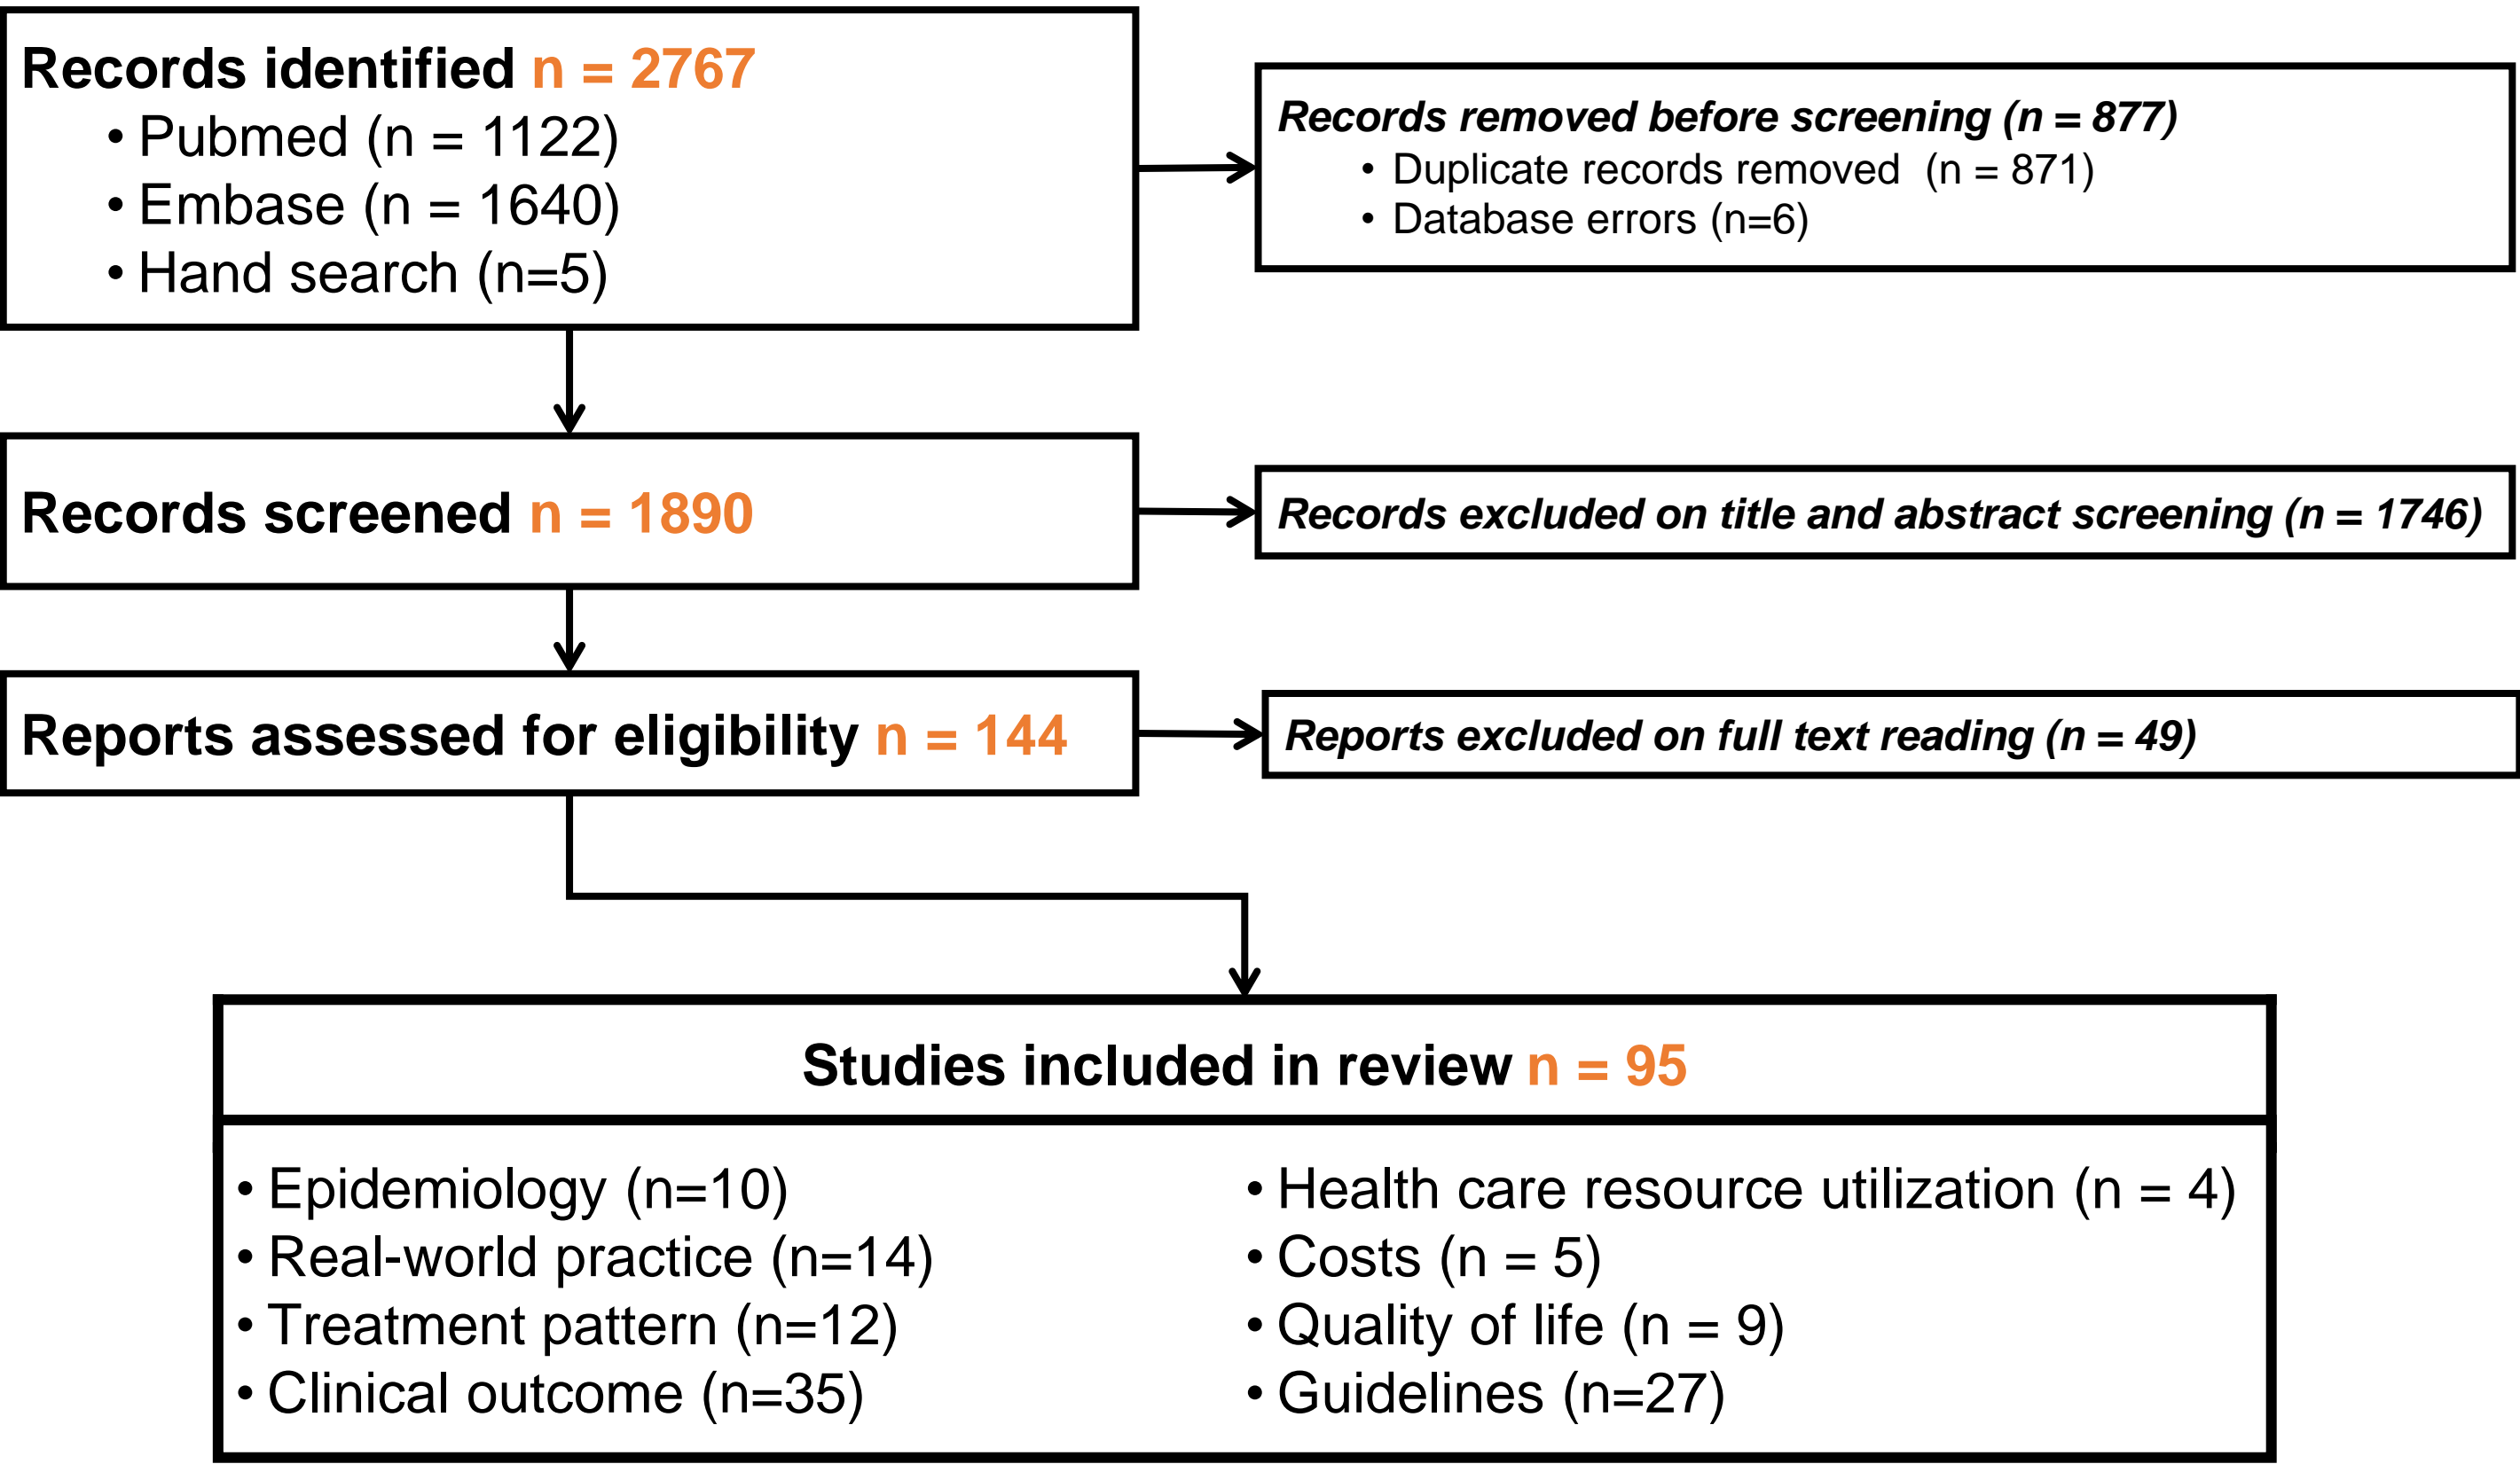 Records identified n = 2767
• Pubmed (n = 1122)
• Embase (n = 1640)
• Hand search (n=5)
Records removed before screening (n = 877)
• Duplicate records removed (n = 871)
• Database errors (n=6)
Records screened n = 1890
Records excluded on title and abstract screening (n = 1746)
Reports assessed for eligibility n = 144
Reports excluded on full text reading (n = 49)
Studies included in review n = 95
• Epidemiology (n=10)
• Real-world practice (n=14)
• Treatment pattern (n=12)
• Clinical outcome (n=35)
• Health care resource utilization (n = 4)
• Costs (n = 5)
• Quality of life (n = 9)
• Guidelines (n=27)